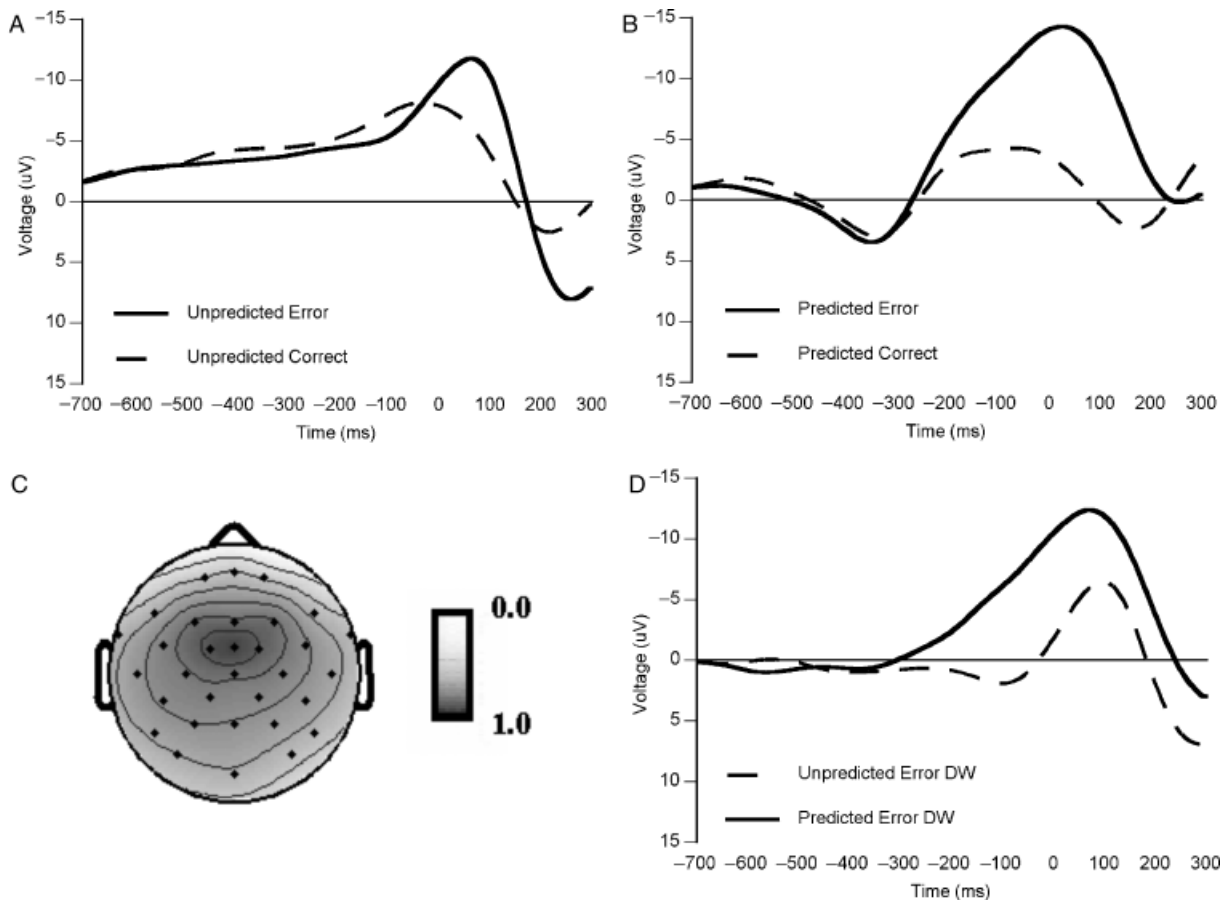 A
−15
−10
−5
0
5
10
15
Voltage (uV)
Unpredicted Error
Unpredicted Correct
−700 −600 −500 −400 −300 −200 −100 0 100 200 300
Time (ms)
B
−15
−10
−5
0
5
10
15
Voltage (uV)
Predicted Error
Predicted Correct
−700 −600 −500 −400 −300 −200 −100 0 100 200 300
Time (ms)
C
0.0
1.0
D
−15
−10
−5
0
5
10
15
Voltage (uV)
Unpredicted Error DW
Predicted Error DW
−700 −600 −500 −400 −300 −200 −100 0 100 200 300
Time (ms)